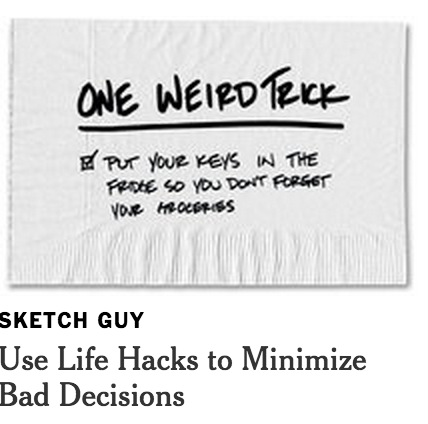 ONE WEIRD TRICK
PUT YOUR KEYS IN THE
FRIDGE SO YOU DON'T FORGET
YOUR GROCERIES
SKETCH GUY
Use Life Hacks to Minimize
Bad Decisions